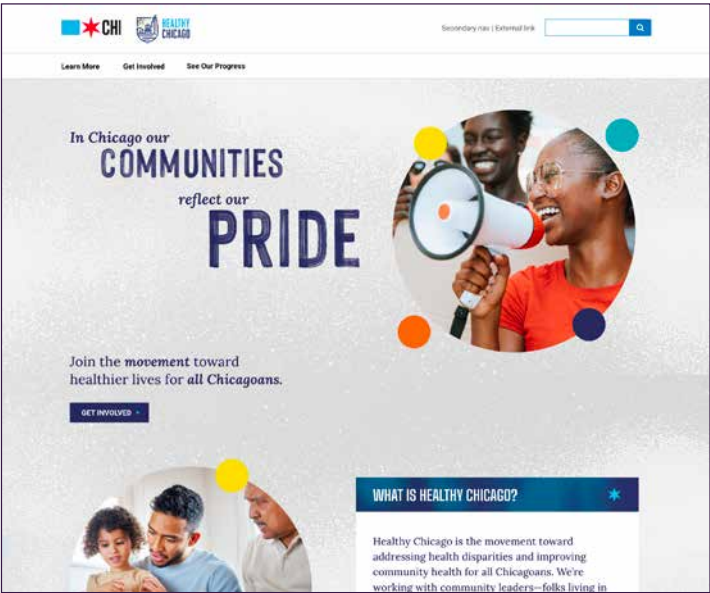 CHI
HEALTHY
CHICAGO
Secondary nav | External link
Learn More Get Involved See Our Progress
In Chicago our
COMMUNITIES
reflect our
PRIDE
Join the movement toward
healthier lives for all Chicagoans.
GET INVOLVED
WHAT IS HEALTHY CHICAGO?
Healthy Chicago is the movement toward
addressing health disparities and improving
community health for all Chicagoans. We're
working with community leaders—folks living in